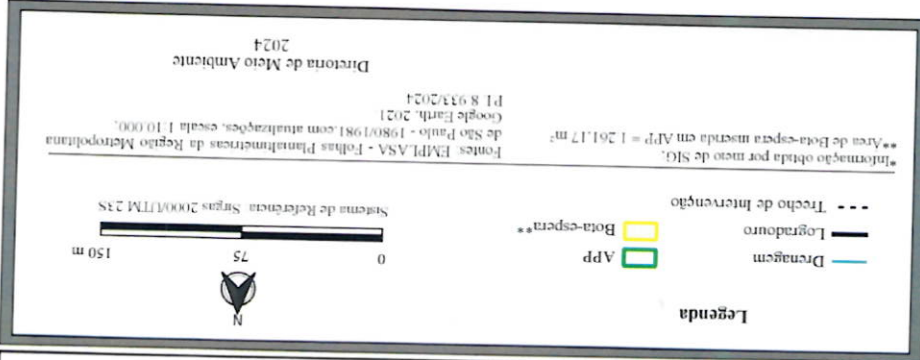 Legenda
Drenagem
Logradouro
Trecho de Intervenção
APP
Bota-espera**
N
0 75 150 m
Sistema de Referência Sirgas 2000/UTM 23S
*Informação obtida por meio de SIG;
**Área de Bota-espera inserida em APP = 1.261,17 m²
Fontes: EMPLASA - Folhas Planialtimétricas da Região Metropolitana
de São Paulo - 1980/1981 com atualizações, escala 1:10.000,
Google Earth, 2021
PI 8.933/2024
Diretoria de Meio Ambiente
2024